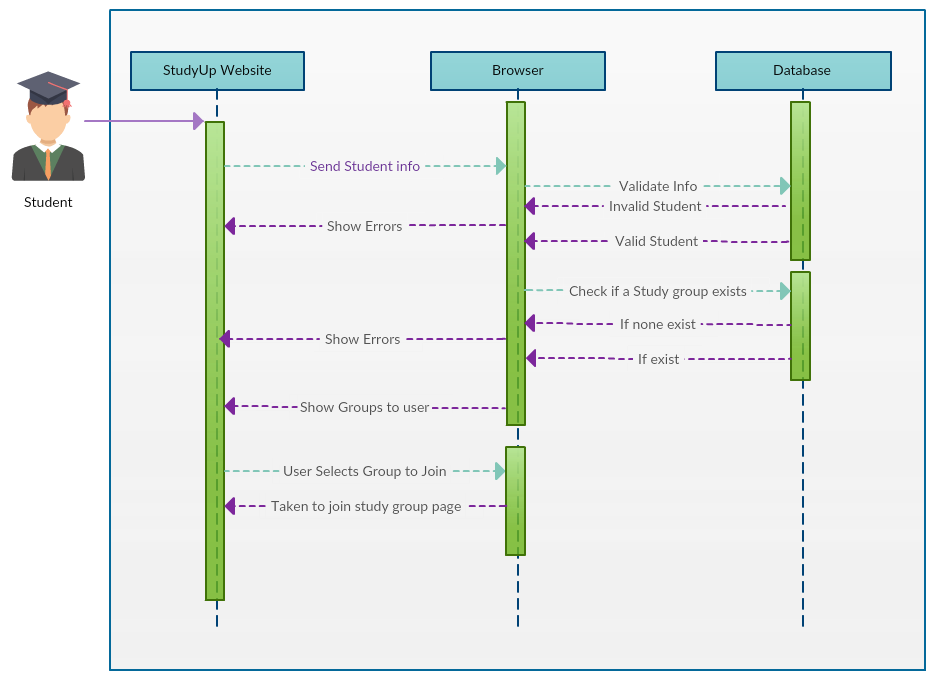 StudyUp Website
Browser
Database
Student
Send Student info
Validate Info
Invalid Student
Show Errors
Valid Student
Check if a Study group exists
If none exist
Show Errors
If exist
Show Groups to user
User Selects Group to Join
Taken to join study group page